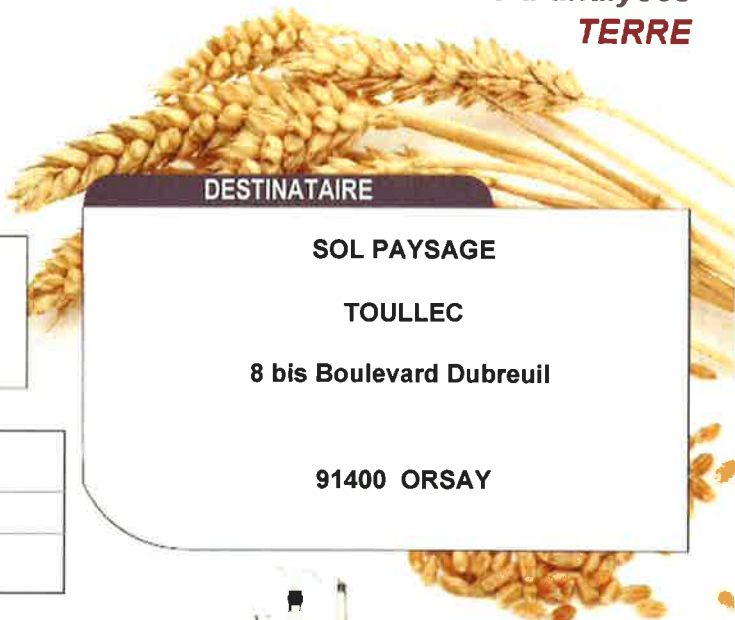 TERRE
DESTINATAIRE
SOL PAYSAGE
TOULLEC
8 bis Boulevard Dubreuil
91400 ORSAY